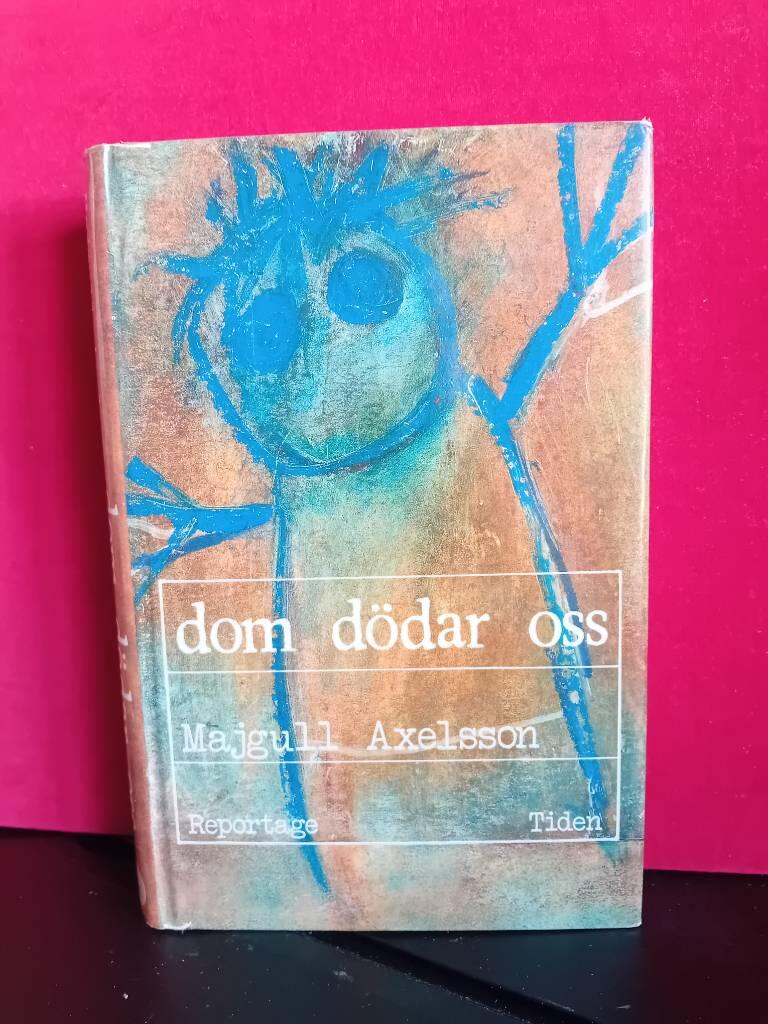 dom dödar oss
Majgull Axelsson
Reportage Tiden